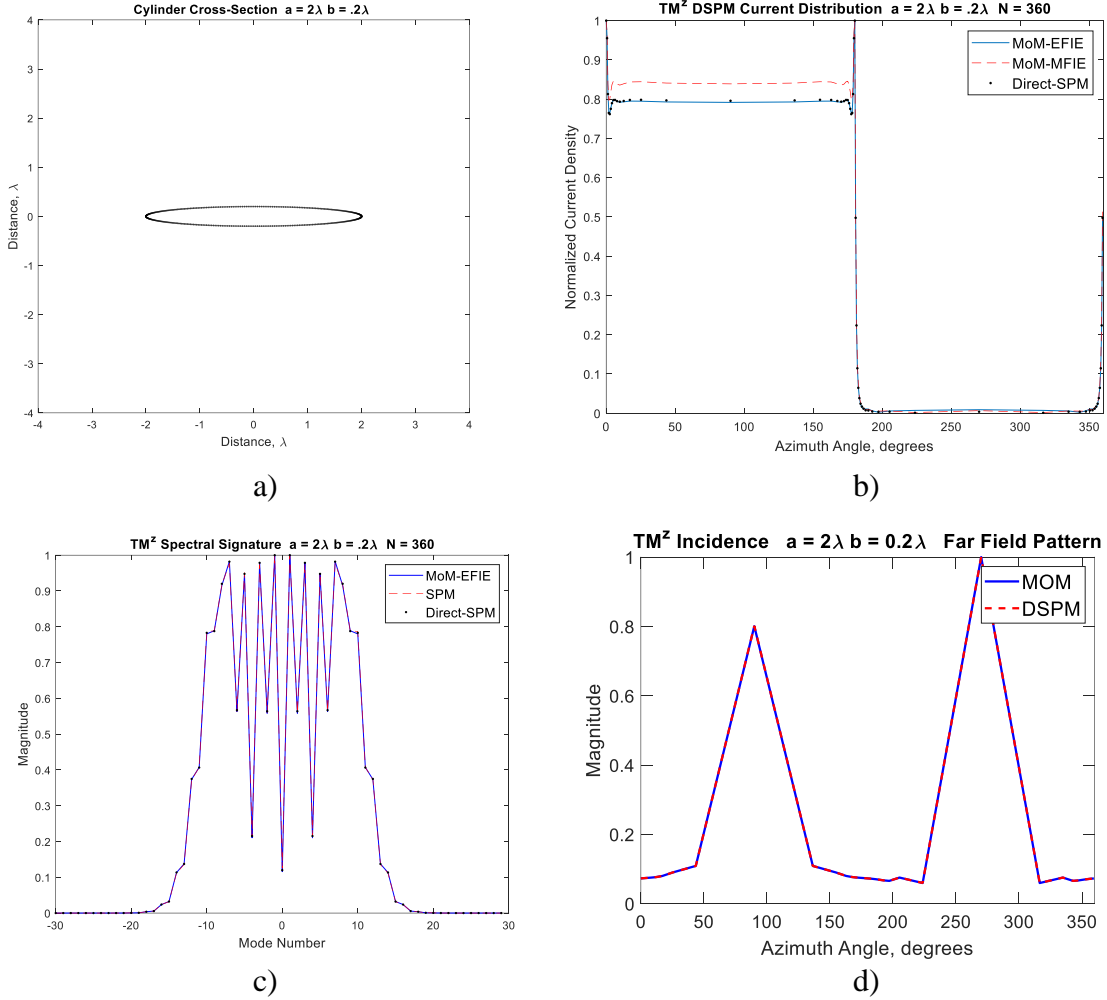 Cylinder Cross-Section a = 2λ b = .2λ
Distance, λ
4
3
2
1
0
-1
-2
-3
-4
-4 -3 -2 -1 0 1 2 3 4
Distance, λ
a)
TMᶻ DSPM Current Distribution a = 2λ b = .2λ N = 360
Normalized Current Density
1
0.9
0.8
0.7
0.6
0.5
0.4
0.3
0.2
0.1
0
MoM-EFIE
MoM-MFIE
Direct-SPM
0 50 100 150 200 250 300 350
Azimuth Angle, degrees
b)
TMᶻ Spectral Signature a = 2λ b = .2λ N = 360
Magnitude
1
0.9
0.8
0.7
0.6
0.5
0.4
0.3
0.2
0.1
0
MoM-EFIE
SPM
Direct-SPM
-30 -20 -10 0 10 20 30
Mode Number
c)
TMᶻ Incidence a = 2λ b = 0.2λ Far Field Pattern
Magnitude
1
0.8
0.6
0.4
0.2
0
MOM
DSPM
0 50 100 150 200 250 300 350
Azimuth Angle, degrees
d)